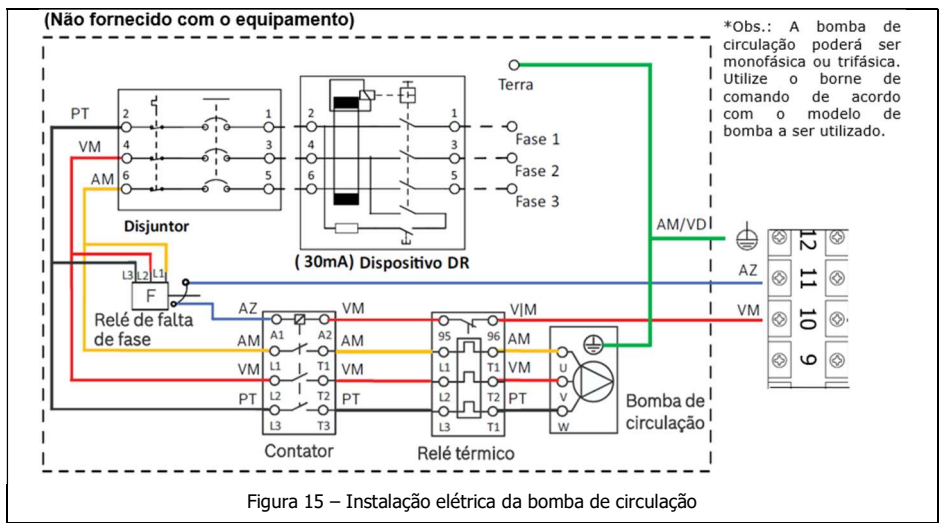 (Não fornecido com o equipamento)
*Obs.: A bomba de
circulação poderá ser
monofásica ou trifásica.
Utilize o borne de
comando de acordo
com o modelo de
bomba a ser utilizado.
Terra
PT
2
1
2
1
Fase 1
VM
4
3
4
3
Fase 2
AM
6
5
6
5
Fase 3
Disjuntor
( 30mA) Dispositivo DR
AM/VD
12
L3 L2 L1
F
AZ
11
Relé de falta
de fase
AZ
A1
A2
VM
95
96
V|M
VM
10
AM
L1
T1
AM
L1
T1
AM
U
9
VM
L2
T2
VM
L2
T2
VM
V
PT
L3
T3
PT
L3
T1
PT
W
Bomba de
circulação
Contator
Relé térmico
Figura 15 – Instalação elétrica da bomba de circulação